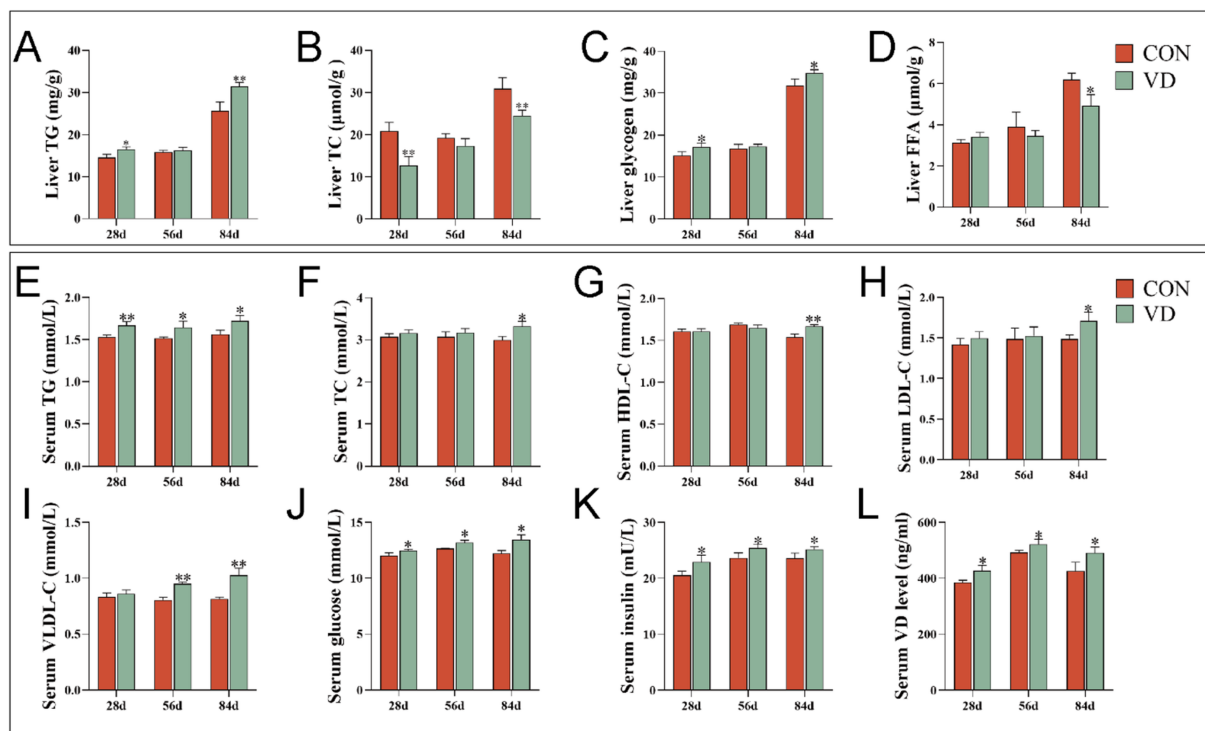 A
Liver TG (mg/g)
40
30
20
10
0
*
**
28d 56d 84d
B
Liver TC (μmol/g)
40
30
20
10
0
**
**
28d 56d 84d
C
Liver glycogen (mg/g)
40
30
20
10
0
*
*
28d 56d 84d
D
Liver FFA (μmol/g)
8
6
4
2
0
*
28d 56d 84d
CON
VD
E
Serum TG (mmol/L)
2.0
1.5
1.0
0.5
0.0
**
*
*
28d 56d 84d
F
Serum TC (mmol/L)
4
3
2
1
0
*
28d 56d 84d
G
Serum HDL-C (mmol/L)
2.0
1.5
1.0
0.5
0.0
**
28d 56d 84d
H
Serum LDL-C (mmol/L)
2.0
1.5
1.0
0.5
0.0
*
28d 56d 84d
CON
VD
I
Serum VLDL-C (mmol/L)
1.5
1.0
0.5
0.0
**
**
28d 56d 84d
J
Serum glucose (mmol/L)
15
10
5
0
*
*
*
28d 56d 84d
K
Serum insulin (mU/L)
30
20
10
0
*
*
*
28d 56d 84d
L
Serum VD level (ng/ml)
600
400
200
0
*
*
*
28d 56d 84d